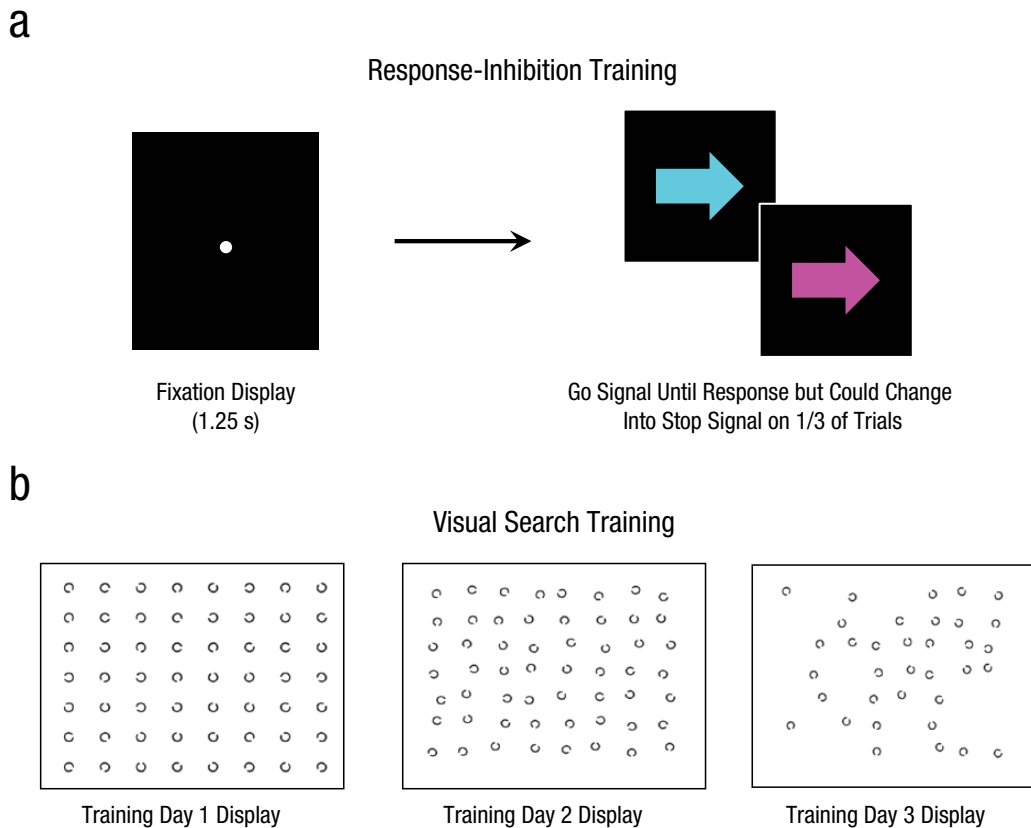 a
Response-Inhibition Training
Fixation Display
(1.25 s)
Go Signal Until Response but Could Change
Into Stop Signal on 1/3 of Trials
b
Visual Search Training
Training Day 1 Display
Training Day 2 Display
Training Day 3 Display